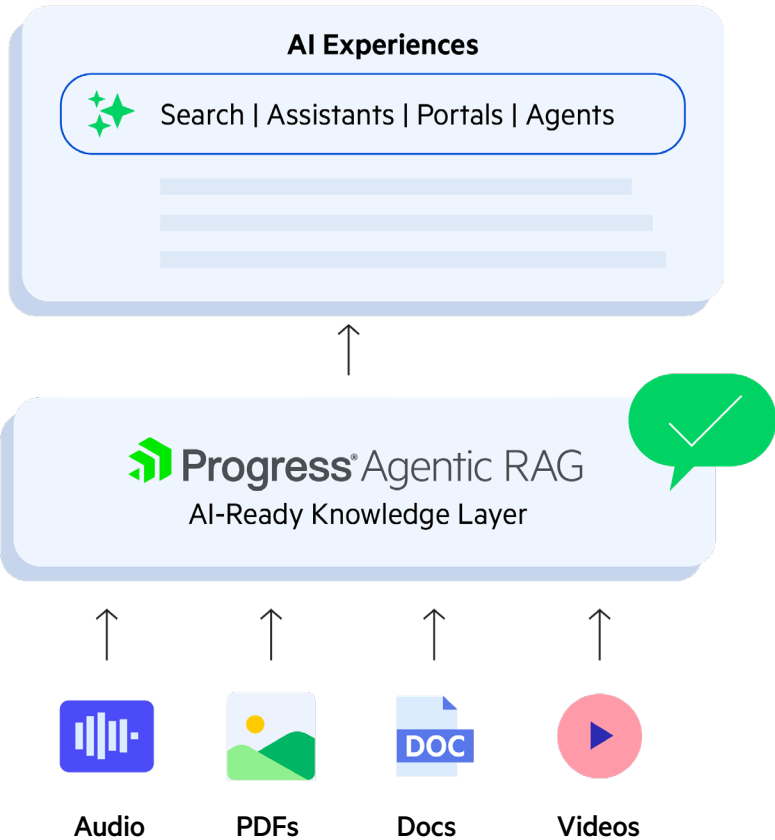 AI Experiences
Search | Assistants | Portals | Agents
Progress® Agentic RAG
AI-Ready Knowledge Layer
DOC
Audio
PDFs
Docs
Videos